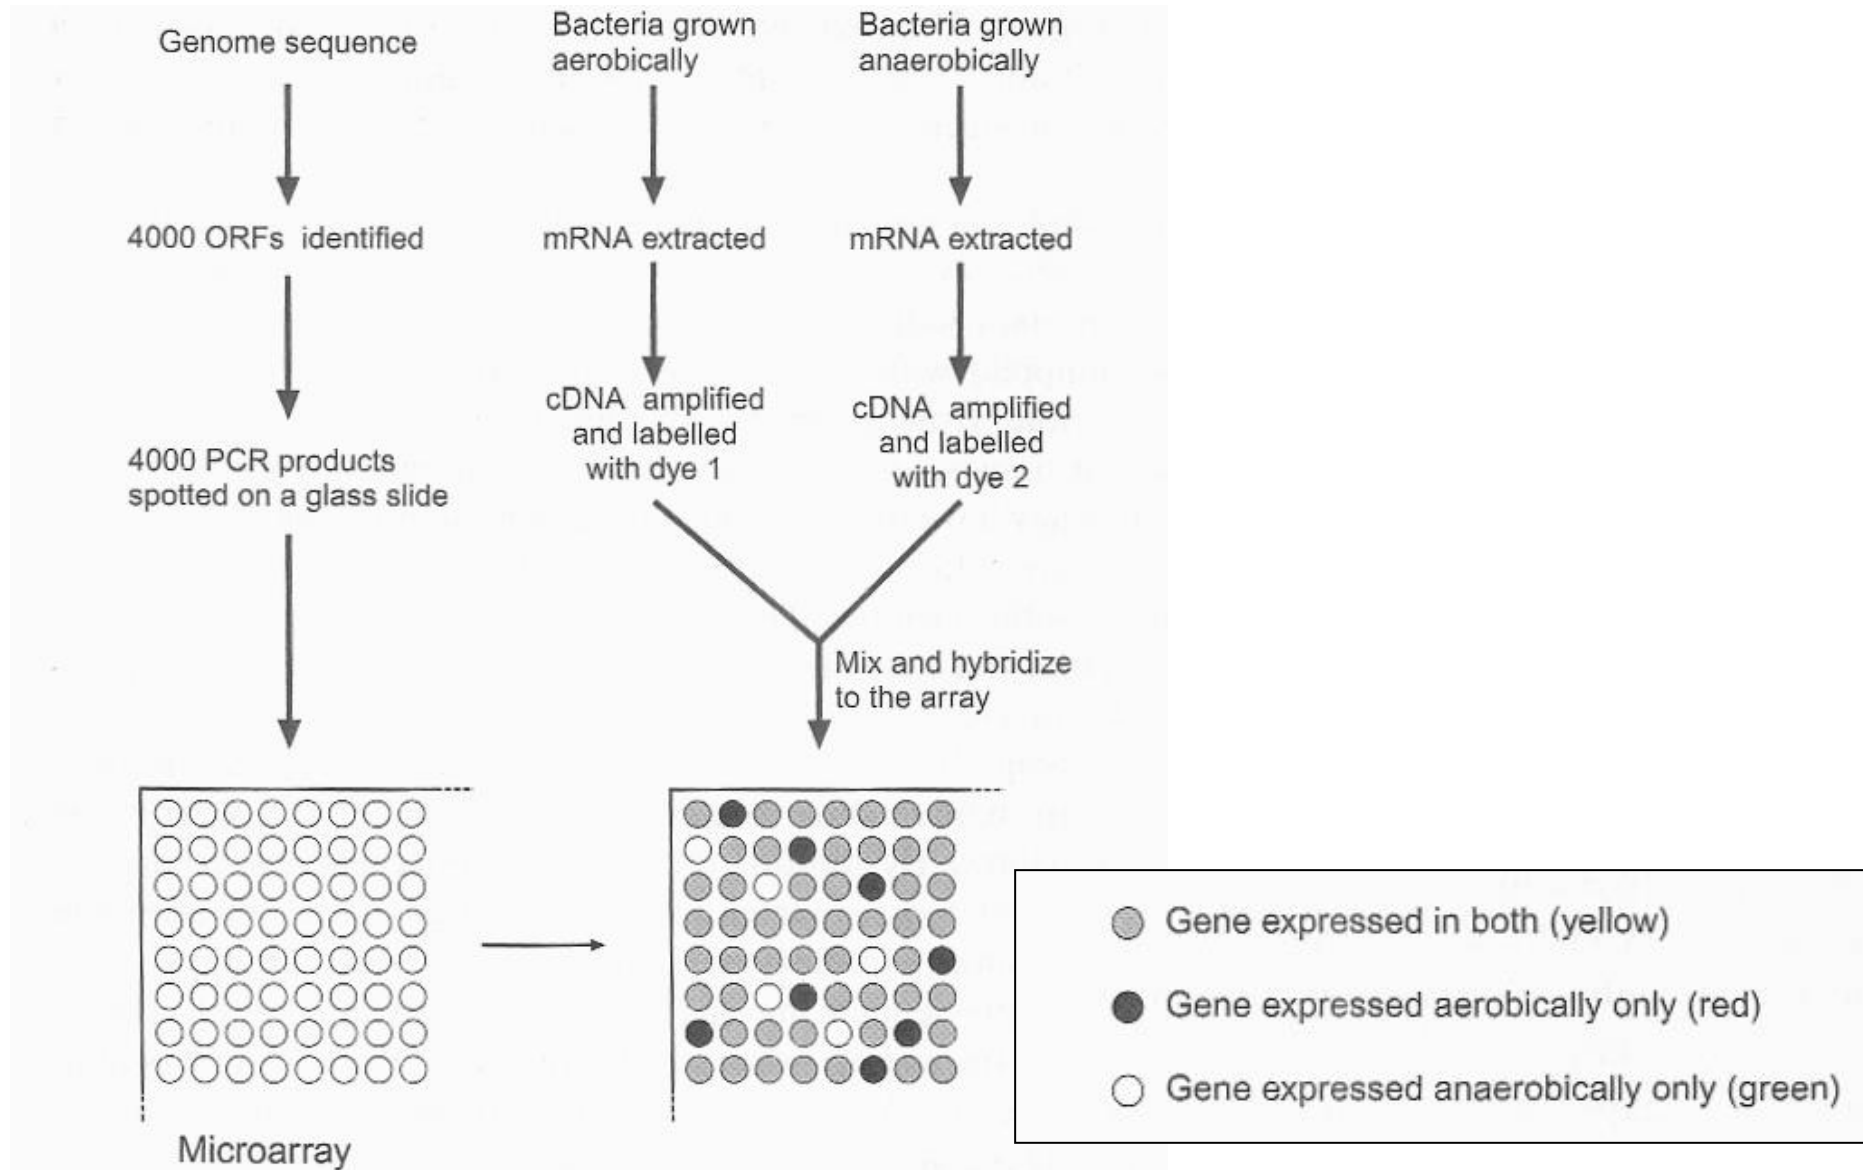 Genome sequence
Bacteria grown
aerobically
Bacteria grown
anaerobically
4000 ORFs identified
mRNA extracted
mRNA extracted
4000 PCR products
spotted on a glass slide
cDNA amplified
and labelled
with dye 1
cDNA amplified
and labelled
with dye 2
Mix and hybridize
to the array
Gene expressed in both (yellow)
Gene expressed aerobically only (red)
Gene expressed anaerobically only (green)
Microarray